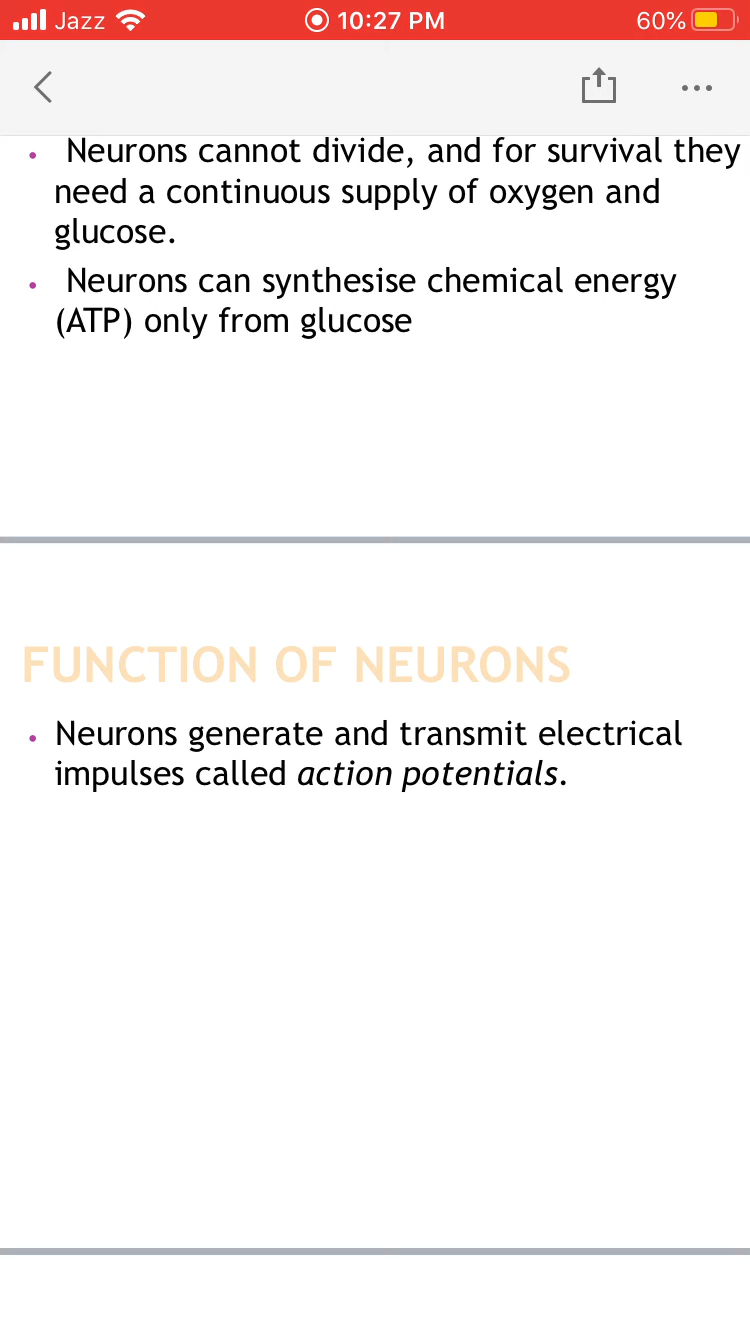 Jazz 10:27 PM 60%
• Neurons cannot divide, and for survival they
need a continuous supply of oxygen and
glucose.
• Neurons can synthesise chemical energy
(ATP) only from glucose
FUNCTION OF NEURONS
• Neurons generate and transmit electrical
impulses called action potentials.